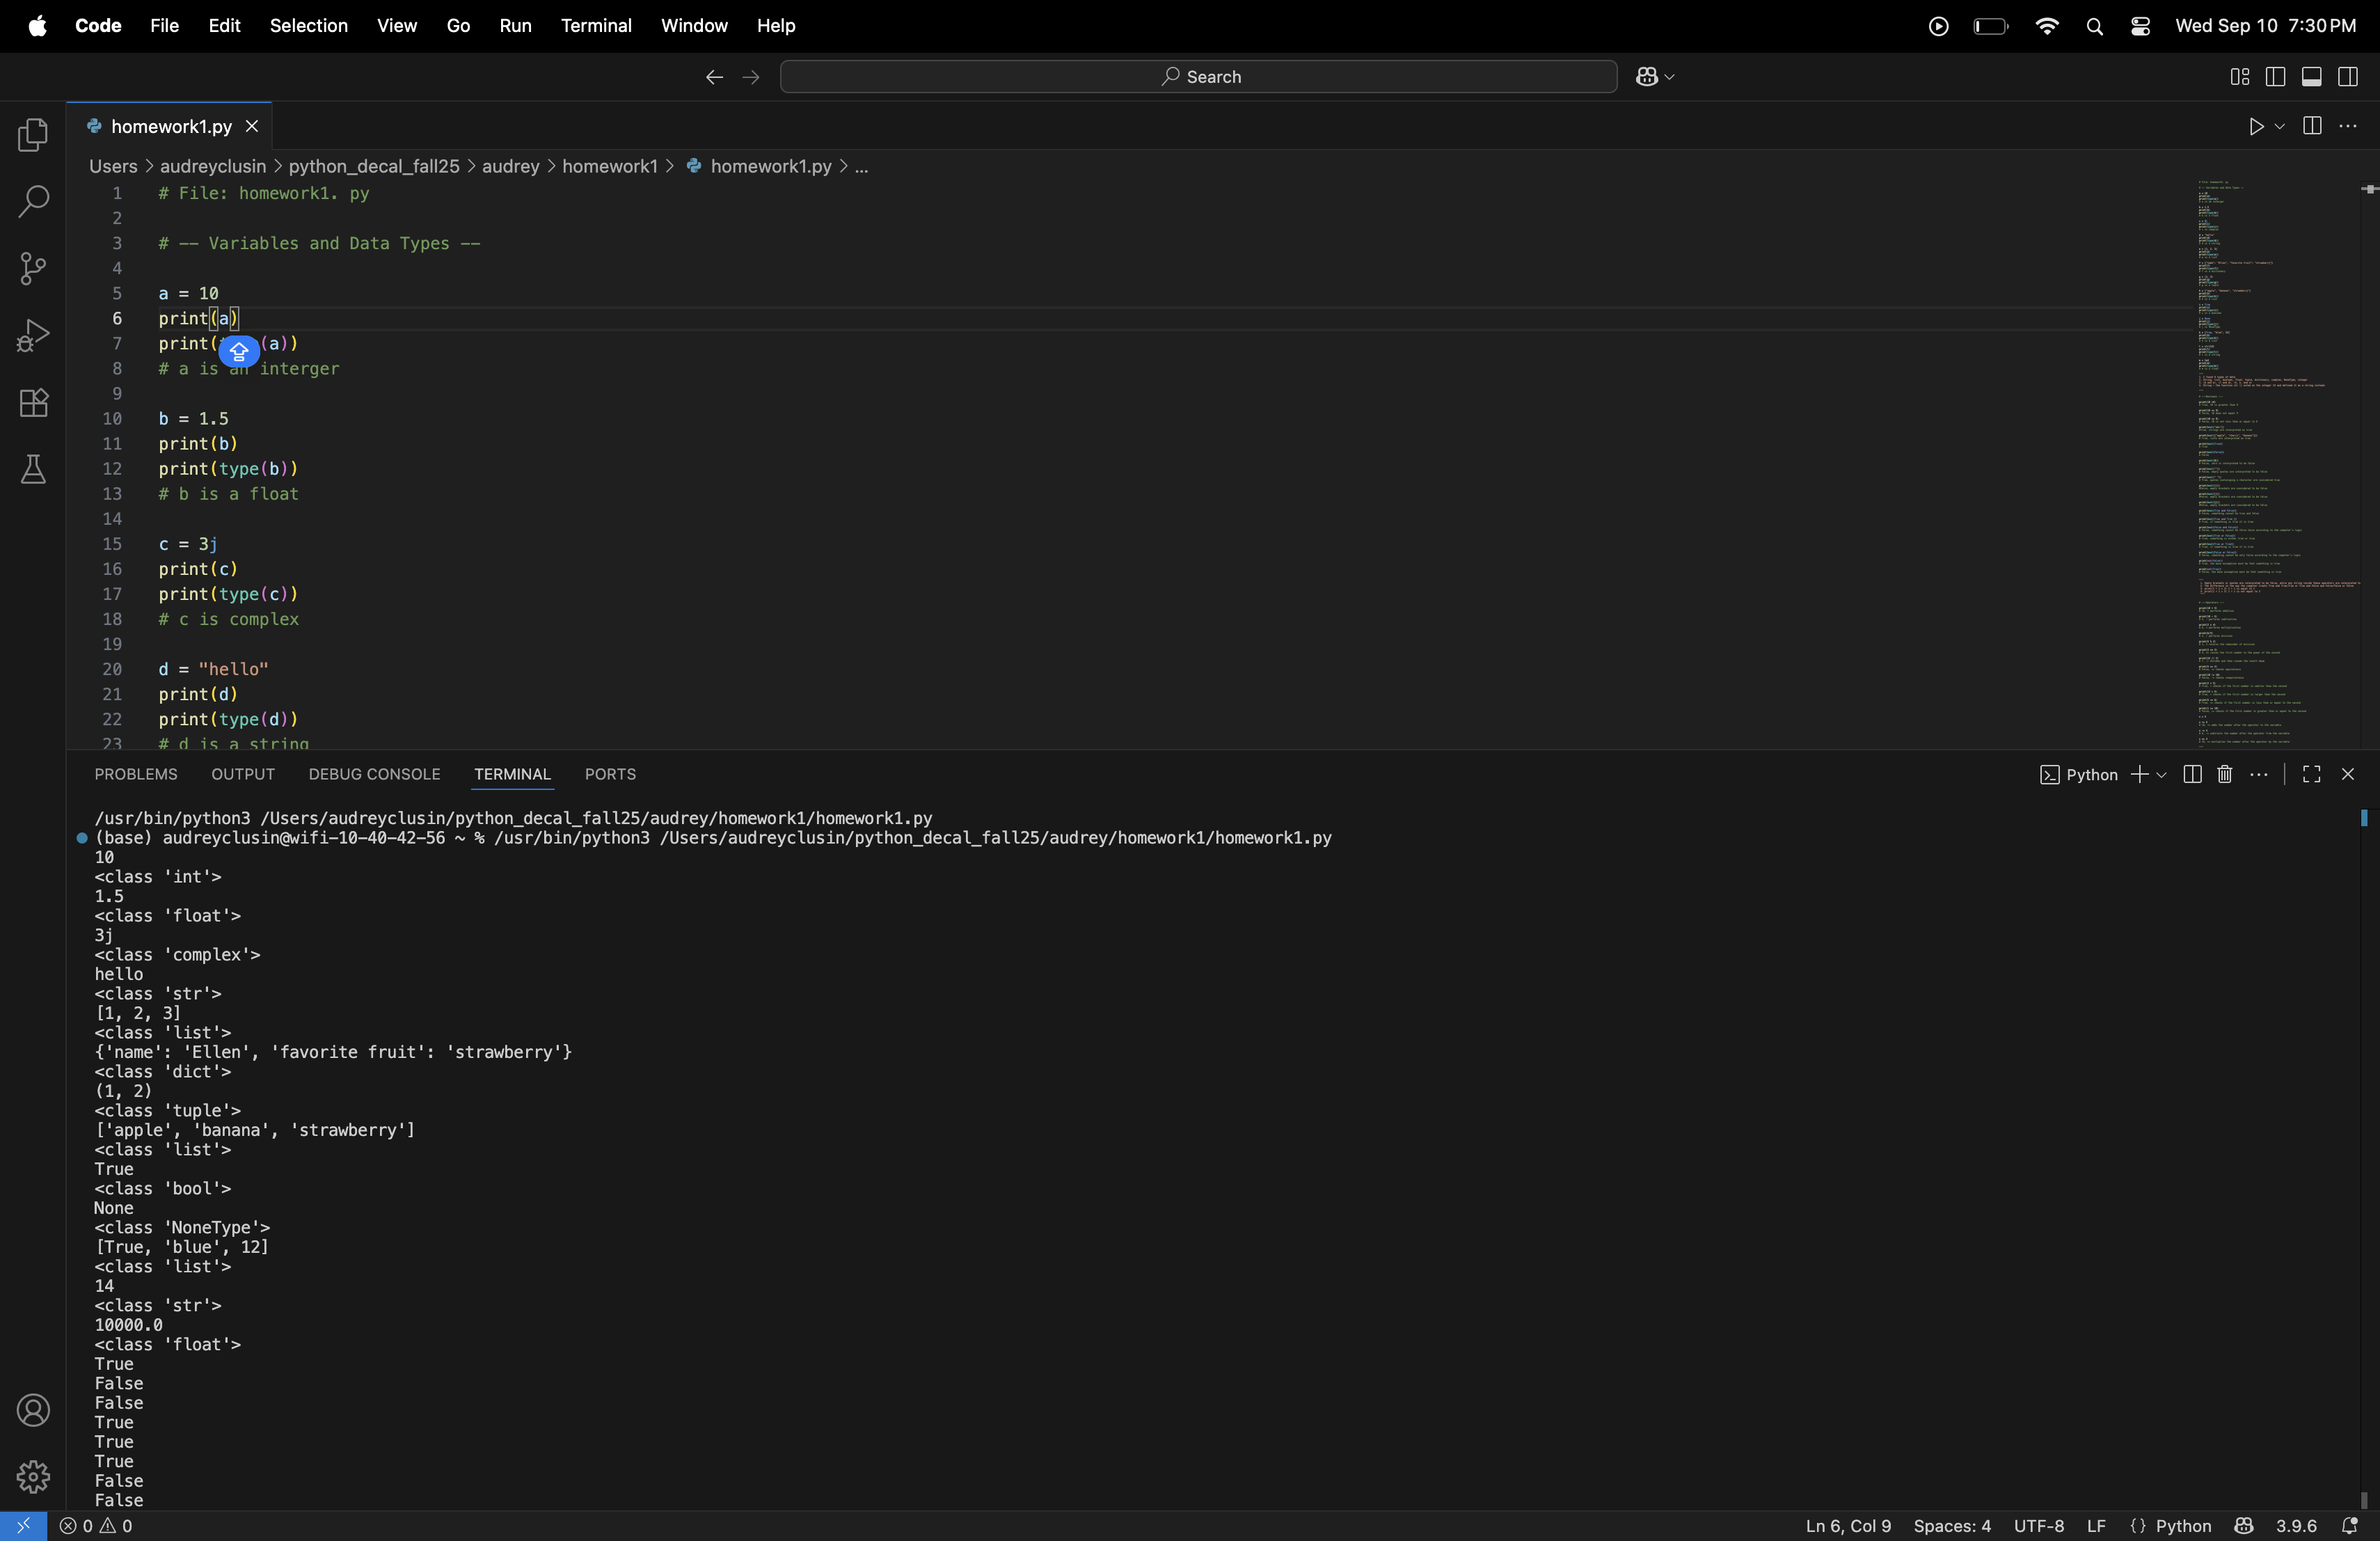 Code File Edit Selection View Go Run Terminal Window Help Wed Sep 10 7:30 PM
Search
homework1.py
Users > audreyclusin > python_decal_fall25 > audrey > homework1 > homework1.py > ...
1 # File: homework1. py
2
3 # -- Variables and Data Types --
4
5 a = 10
6 print(a)
7 print( (a))
8 # a is an interger
9
10 b = 1.5
11 print(b)
12 print(type(b))
13 # b is a float
14
15 c = 3j
16 print(c)
17 print(type(c))
18 # c is complex
19
20 d = "hello"
21 print(d)
22 print(type(d))
23 # d is a string
PROBLEMS OUTPUT DEBUG CONSOLE TERMINAL PORTS Python
/usr/bin/python3 /Users/audreyclusin/python_decal_fall25/audrey/homework1/homework1.py
(base) audreyclusin@wifi-10-40-42-56 ~ % /usr/bin/python3 /Users/audreyclusin/python_decal_fall25/audrey/homework1/homework1.py
10
<class 'int'>
1.5
<class 'float'>
3j
<class 'complex'>
hello
<class 'str'>
[1, 2, 3]
<class 'list'>
{'name': 'Ellen', 'favorite fruit': 'strawberry'}
<class 'dict'>
(1, 2)
<class 'tuple'>
['apple', 'banana', 'strawberry']
<class 'list'>
True
<class 'bool'>
None
<class 'NoneType'>
[True, 'blue', 12]
<class 'list'>
14
<class 'str'>
10000.0
<class 'float'>
True
False
False
True
True
True
False
False
0 0 Ln 6, Col 9 Spaces: 4 UTF-8 LF {} Python 3.9.6